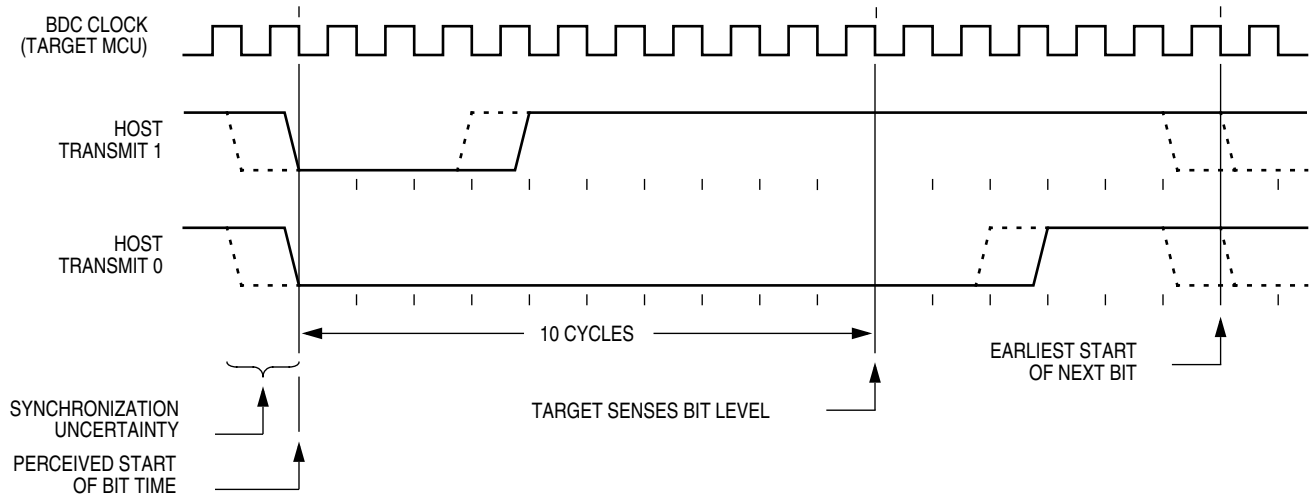 BDC CLOCK
(TARGET MCU)
HOST
TRANSMIT 1
HOST
TRANSMIT 0
10 CYCLES
EARLIEST START
OF NEXT BIT
SYNCHRONIZATION
UNCERTAINTY
TARGET SENSES BIT LEVEL
PERCEIVED START
OF BIT TIME